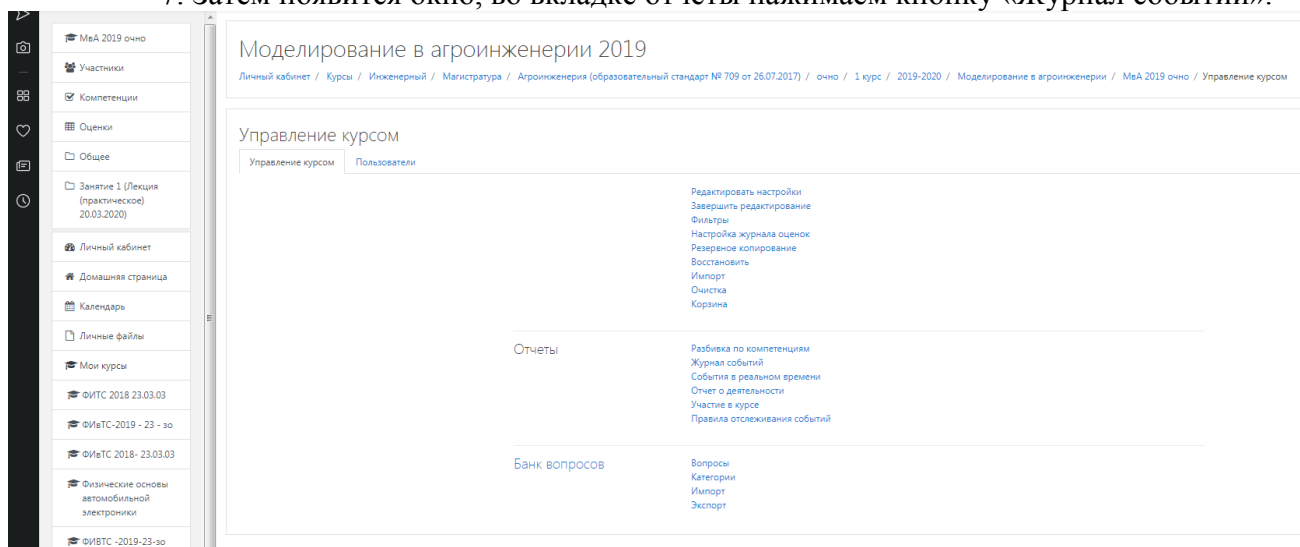 7. Затем появится окно, во вкладке отчеты нажимаем кнопку «Журнал событий».
МвА 2019 очно
Участники
Компетенции
Оценки
Общее
Занятие 1 (Лекция
(практическое)
20.03.2020)
Личный кабинет
Домашняя страница
Календарь
Личные файлы
Мои курсы
ФИТС 2018 23.03.03
ФИвТС-2019 - 23 - зо
ФИвТС 2018- 23.03.03
Физические основы
автомобильной
электроники
ФИВТС -2019-23-зо
Моделирование в агроинженерии 2019
Личный кабинет / Курсы / Инженерный / Магистратура / Агроинженерия (образовательный стандарт № 709 от 26.07.2017) / очно / 1 курс / 2019-2020 / Моделирование в агроинженерии / МвА 2019 очно / Управление курсом
Управление курсом
Управление курсом Пользователи
Редактировать настройки
Завершить редактирование
Фильтры
Настройка журнала оценок
Резервное копирование
Восстановить
Импорт
Очистка
Корзина
Отчеты
Разбивка по компетенциям
Журнал событий
События в реальном времени
Отчет о деятельности
Участие в курсе
Правила отслеживания событий
Банк вопросов
Вопросы
Категории
Импорт
Экспорт